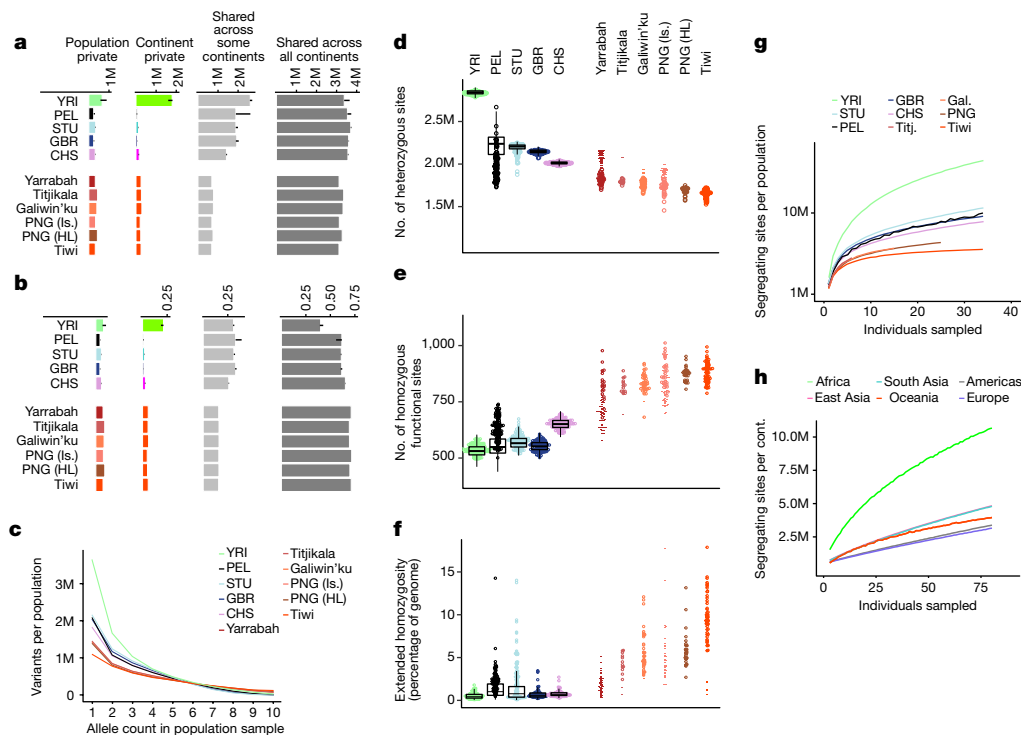 a
Population private
Continent private
Shared across some continents
Shared across all continents
1M
1M
2M
1M
2M
1M
2M
3M
4M
YRI
PEL
STU
GBR
CHS
Yarrabah
Titjikala
Galiwin'ku
PNG (Is.)
PNG (HL)
Tiwi
b
0.25
0.25
0.25
0.50
0.75
YRI
PEL
STU
GBR
CHS
Yarrabah
Titjikala
Galiwin'ku
PNG (Is.)
PNG (HL)
Tiwi
c
YRI
PEL
STU
GBR
CHS
Yarrabah
Titjikala
Galiwin'ku
PNG (Is.)
PNG (HL)
Tiwi
Variants per population
3M
2M
1M
0
1 2 3 4 5 6 7 8 9 10
Allele count in population sample
d
YRI
PEL
STU
GBR
CHS
Yarrabah
Titjikala
Galiwin'ku
PNG (Is.)
PNG (HL)
Tiwi
No. of heterozygous sites
2.5M
2.0M
1.5M
e
No. of homozygous functional sites
1,000
750
500
f
Extended homozygosity (percentage of genome)
15
10
5
0
g
YRI
STU
PEL
GBR
CHS
Titj.
Gal.
PNG
Tiwi
Segregating sites per population
10M
1M
0 10 20 30 40
Individuals sampled
h
Africa
East Asia
South Asia
Oceania
Americas
Europe
Segregating sites per cont.
10.0M
7.5M
5.0M
2.5M
0 25 50 75
Individuals sampled